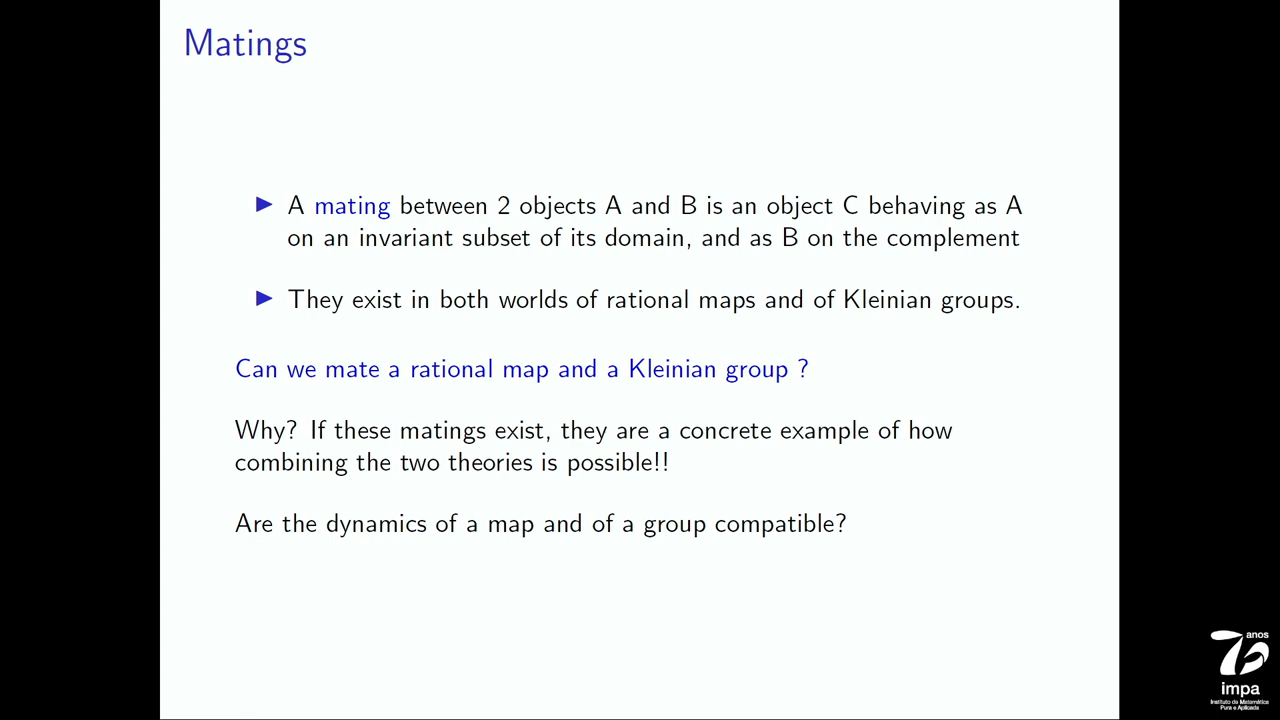 Matings
▶ A mating between 2 objects A and B is an object C behaving as A
on an invariant subset of its domain, and as B on the complement
▶ They exist in both worlds of rational maps and of Kleinian groups.
Can we mate a rational map and a Kleinian group ?
Why? If these matings exist, they are a concrete example of how
combining the two theories is possible!!
Are the dynamics of a map and of a group compatible?
70 anos
impa
Instituto de Matemática
Pura e Aplicada